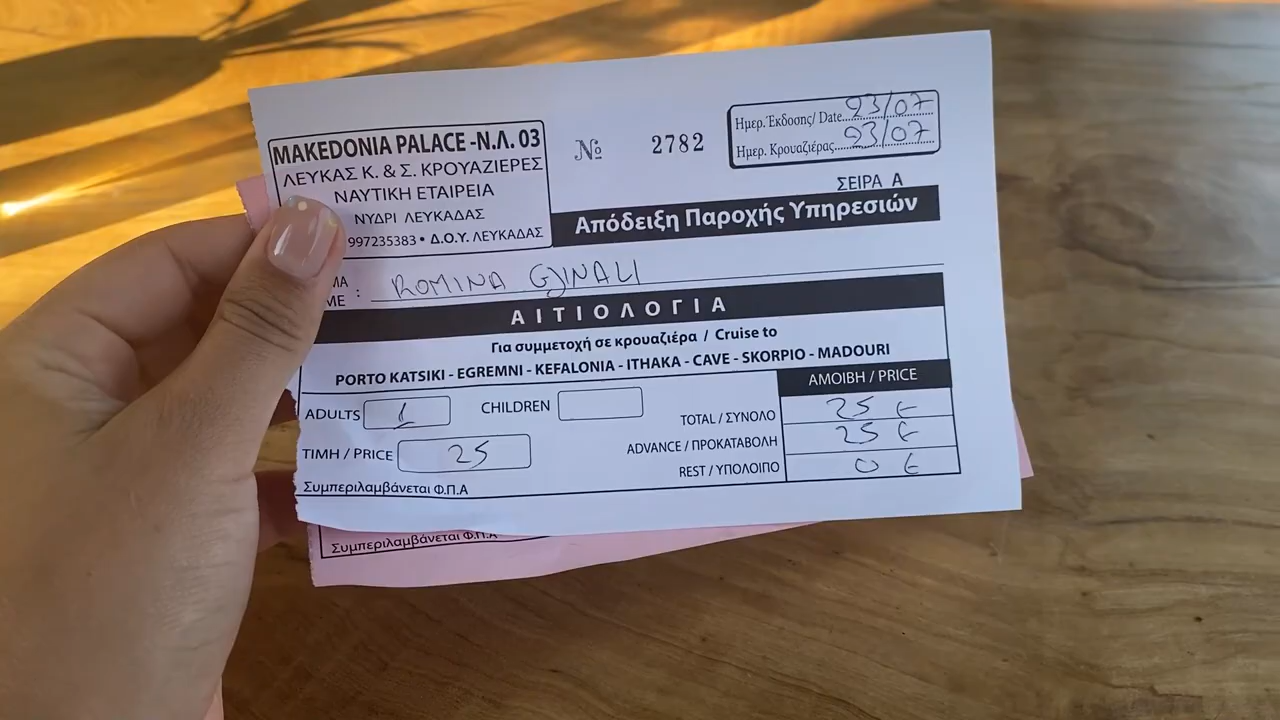 MAKEDONIA PALACE -Ν.Λ. 03
ΛΕΥΚΑΣ Κ. & Σ. ΚΡΟΥΑΖΙΕΡΕΣ
ΝΑΥΤΙΚΗ ΕΤΑΙΡΕΙΑ
ΝΥΔΡΙ ΛΕΥΚΑΔΑΣ
997235383 • Δ.Ο.Υ. ΛΕΥΚΑΔΑΣ
№ 2782
Ημερ. Έκδοσης/ Date 23/07
Ημερ. Κρουαζιέρας 23/07
ΣΕΙΡΑ Α
Απόδειξη Παροχής Υπηρεσιών
ΜΑ
ME : ROMINA GJNALI
ΑΙΤΙΟΛΟΓΙΑ
Για συμμετοχή σε κρουαζιέρα / Cruise to
PORTO KATSIKI - EGREMNI - KEFALONIA - ITHAKA - CAVE - SKORPIO - MADOURI
ΑΜΟΙΒΗ / PRICE
ADULTS 1 CHILDREN
TOTAL / ΣΥΝΟΛΟ 25 €
ADVANCE / ΠΡΟΚΑΤΑΒΟΛΗ 25 €
ΤΙΜΗ / PRICE 25
REST / ΥΠΟΛΟΙΠΟ 0 €
Συμπεριλαμβάνεται Φ.Π.Α
Συμπεριλαμβάνεται Φ.Π.Α